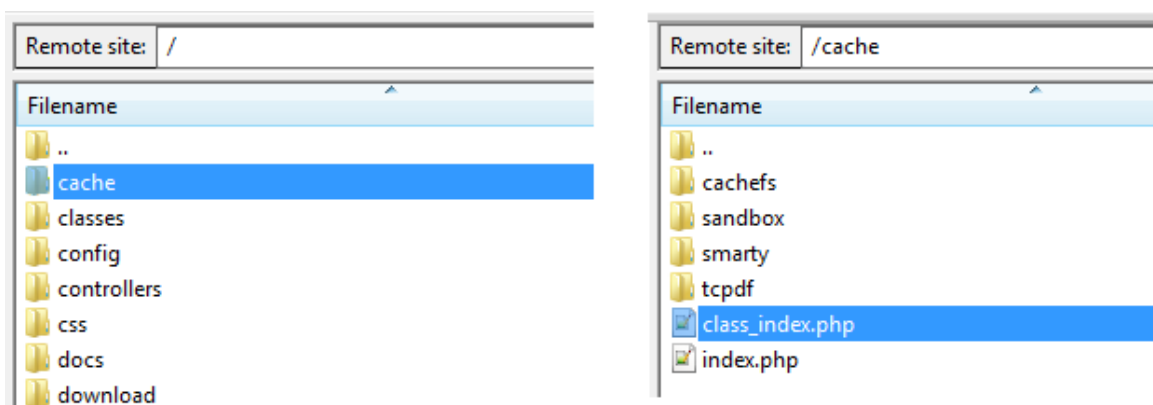 Remote site: /
Filename
..
cache
classes
config
controllers
css
docs
download
Remote site: /cache
Filename
..
cachefs
sandbox
smarty
tcpdf
class_index.php
index.php